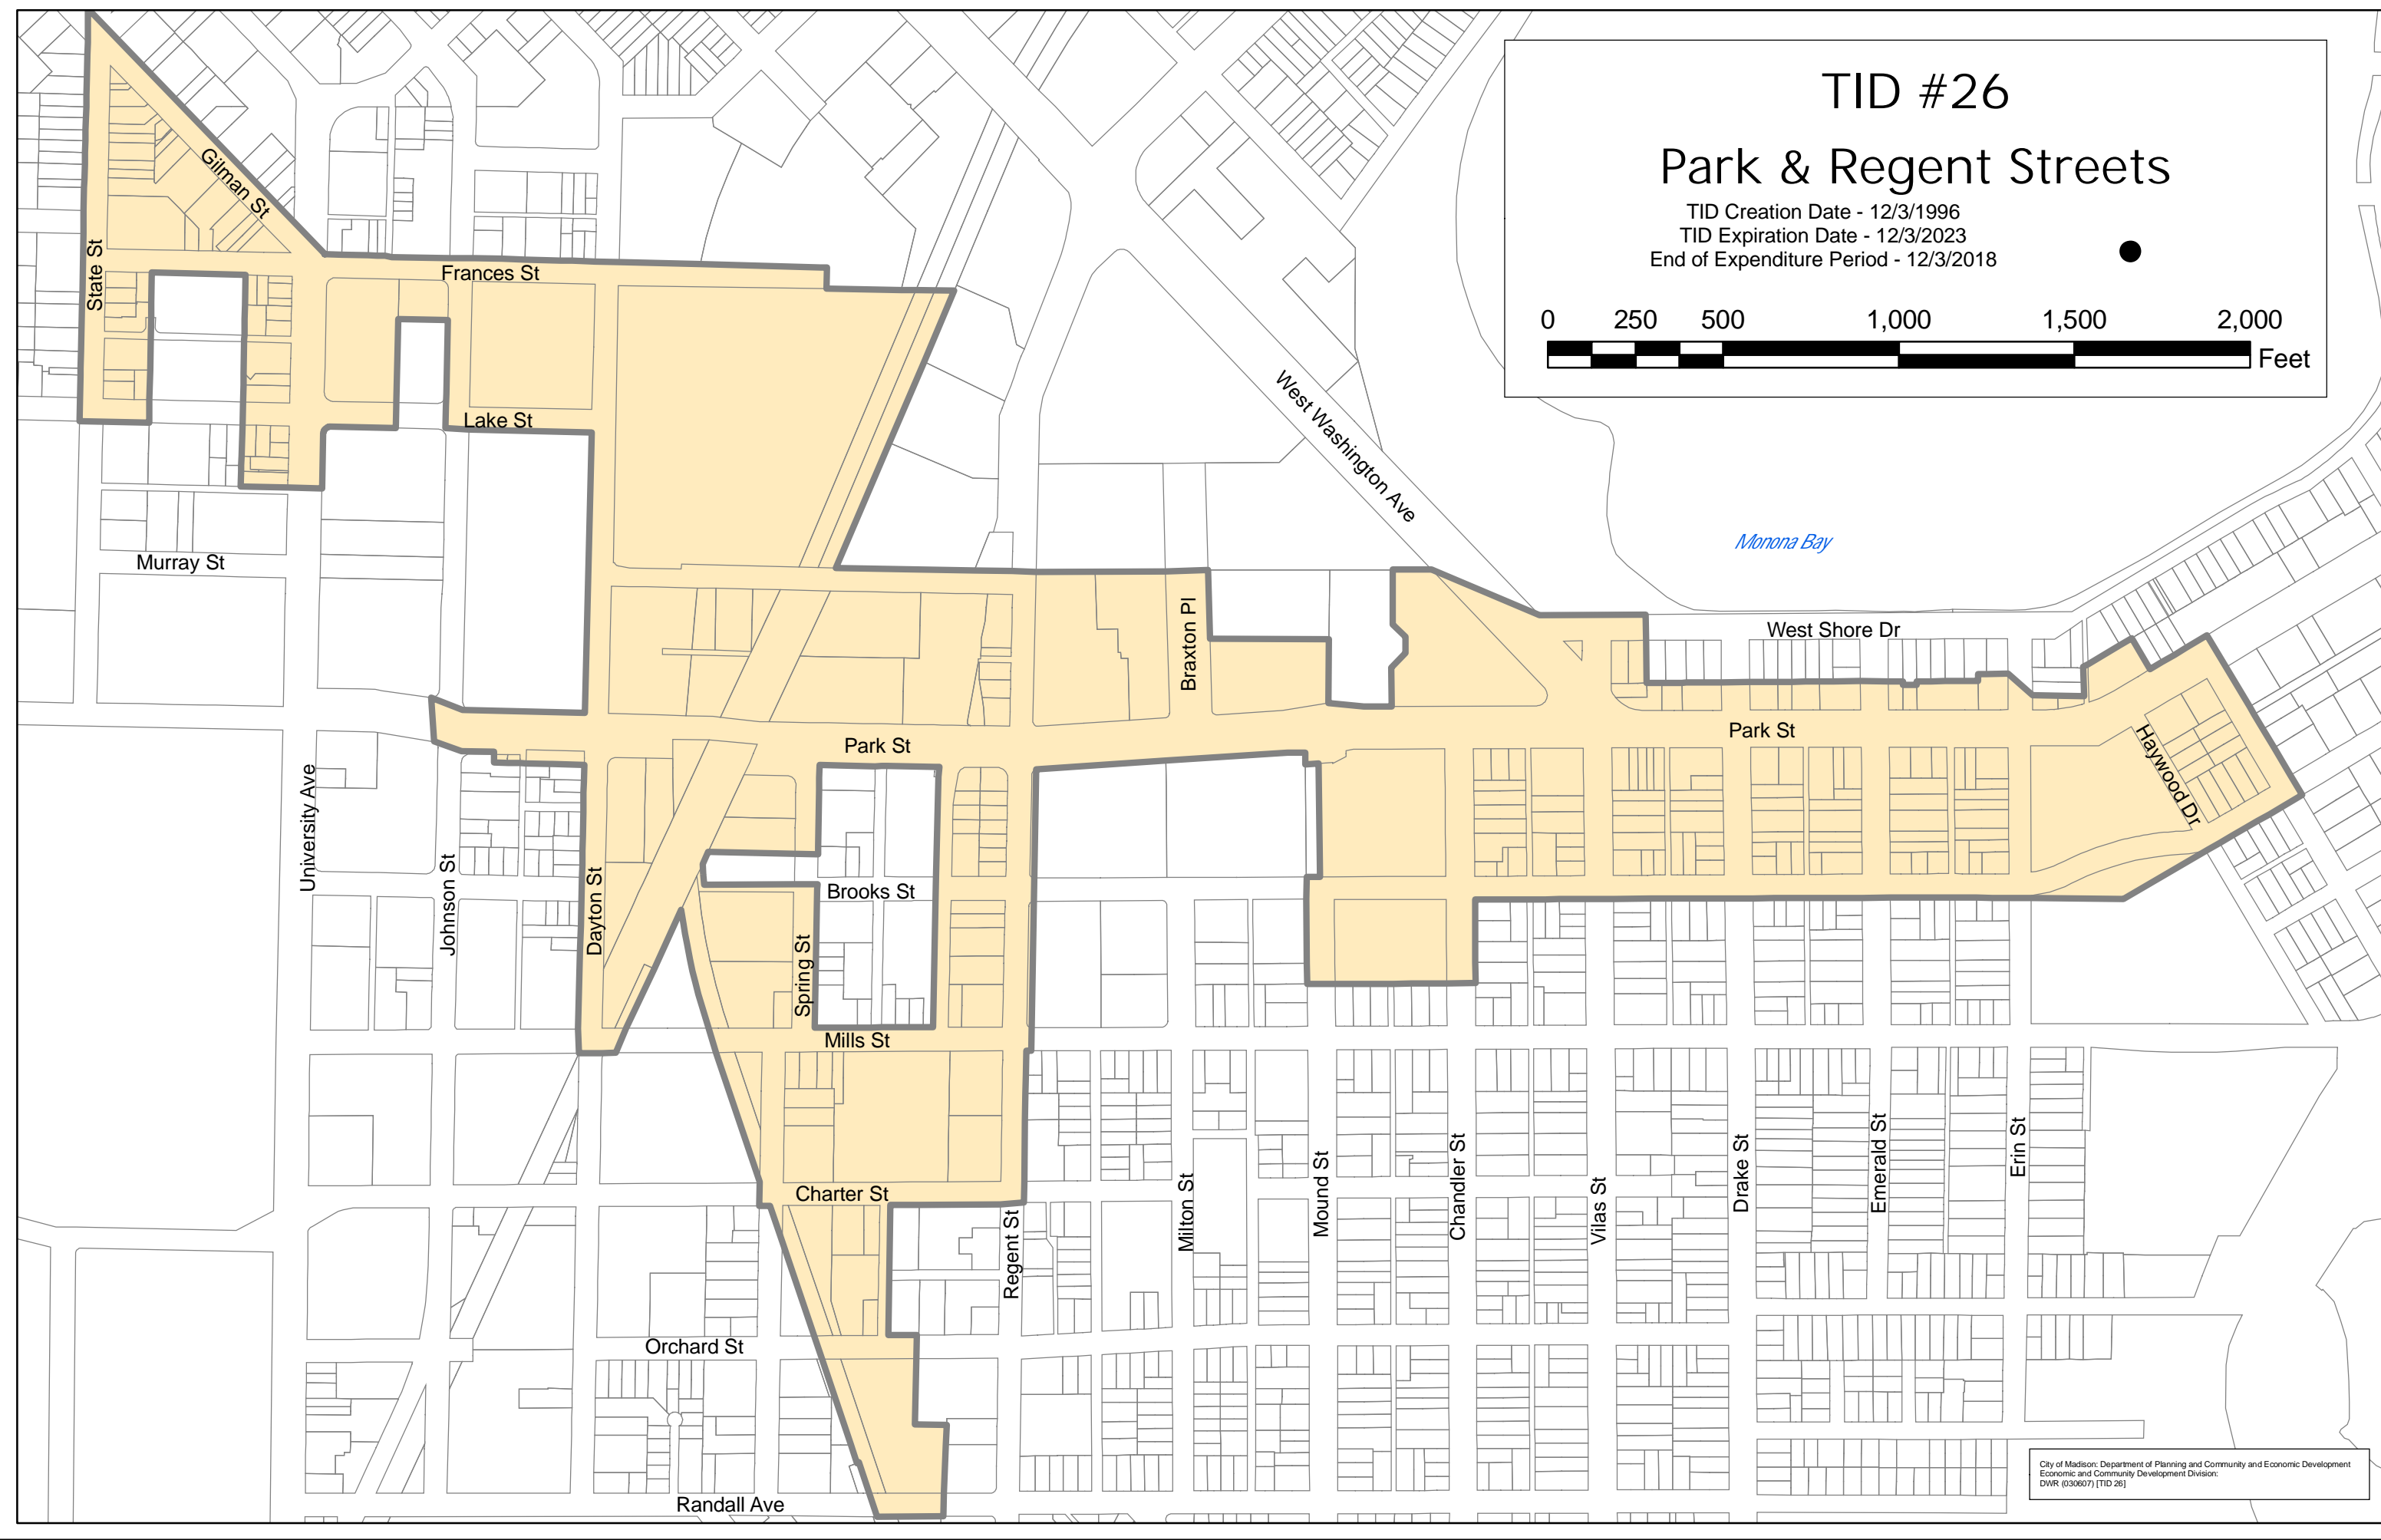 TID #26
Park & Regent Streets
TID Creation Date - 12/3/1996
TID Expiration Date - 12/3/2023
End of Expenditure Period - 12/3/2018
0 250 500 1,000 1,500 2,000
Feet
Gilman St
State St
Frances St
Lake St
West Washington Ave
Monona Bay
Murray St
Braxton Pl
West Shore Dr
Park St
Park St
Haywood Dr
University Ave
Johnson St
Dayton St
Brooks St
Spring St
Mills St
Charter St
Regent St
Milton St
Mound St
Chandler St
Vilas St
Drake St
Emerald St
Erin St
Orchard St
Randall Ave
City of Madison: Department of Planning and Community and Economic Development
Economic and Community Development Division:
DWR (030607) [TID 26]